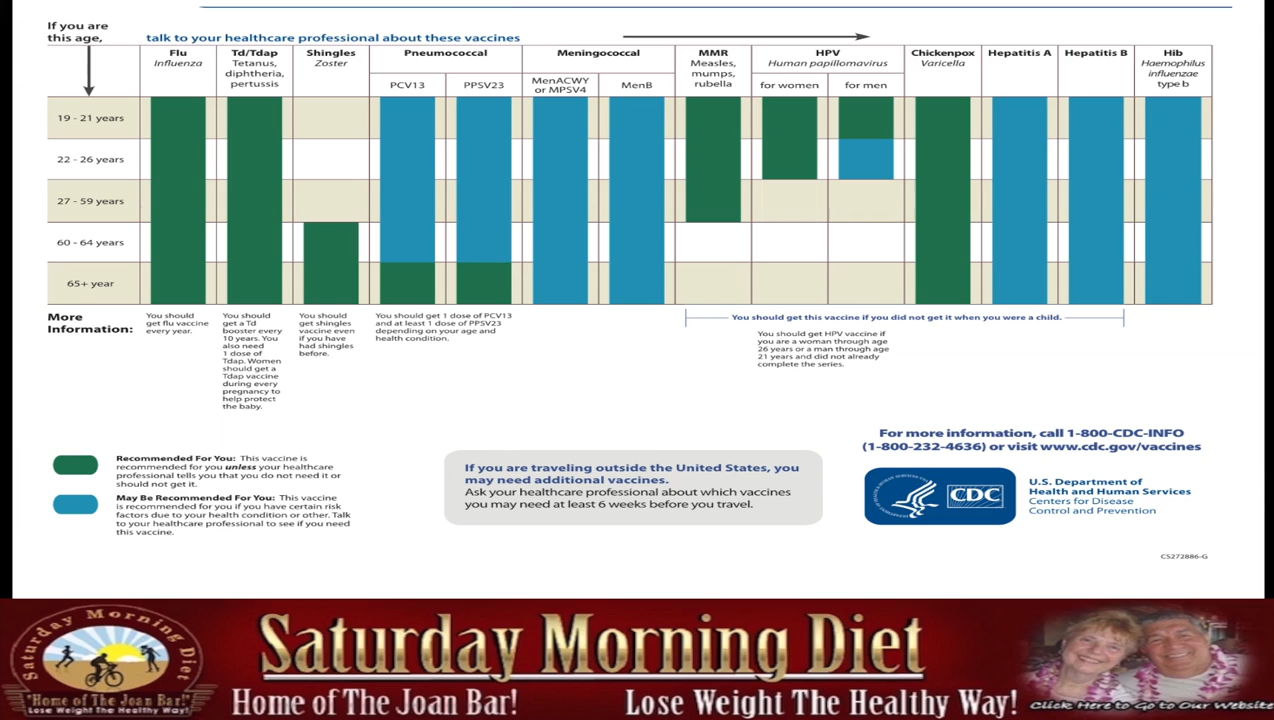 If you are
this age,
talk to your healthcare professional about these vaccines
Flu
Influenza
Td/Tdap
Tetanus,
diphtheria,
pertussis
Shingles
Zoster
Pneumococcal
PCV13
PPSV23
Meningococcal
MenACWY
or MPSV4
MenB
MMR
Measles,
mumps,
rubella
HPV
Human papillomavirus
for women
for men
Chickenpox
Varicella
Hepatitis A
Hepatitis B
Hib
Haemophilus
influenzae
type b
19 - 21 years
22 - 26 years
27 - 59 years
60 - 64 years
65+ year
More
Information:
You should
get flu vaccine
every year.
You should
get a Td
booster every
10 years. You
also need
1 dose of
Tdap. Women
should get a
Tdap vaccine
during every
pregnancy to
help protect
the baby.
You should
get shingles
vaccine even
if you have
had shingles
before.
You should get 1 dose of PCV13
and at least 1 dose of PPSV23
depending on your age and
health condition.
You should get this vaccine if you did not get it when you were a child.
You should get HPV vaccine if
you are a woman through age
26 years or a man through age
21 years and did not already
complete the series.
Recommended For You: This vaccine is
recommended for you unless your healthcare
professional tells you that you do not need it or
should not get it.
May Be Recommended For You: This vaccine
is recommended for you if you have certain risk
factors due to your health condition or other. Talk
to your healthcare professional to see if you need
this vaccine.
If you are traveling outside the United States, you
may need additional vaccines.
Ask your healthcare professional about which vaccines
you may need at least 6 weeks before you travel.
For more information, call 1-800-CDC-INFO
(1-800-232-4636) or visit www.cdc.gov/vaccines
CDC
U.S. Department of
Health and Human Services
Centers for Disease
Control and Prevention
CS272886-G
Saturday Morning Diet
"Home of The Joan Bar!"
Lose Weight The Healthy Way!
Saturday Morning Diet
Home of The Joan Bar!
Lose Weight The Healthy Way!
Click Here to Go to Our Website